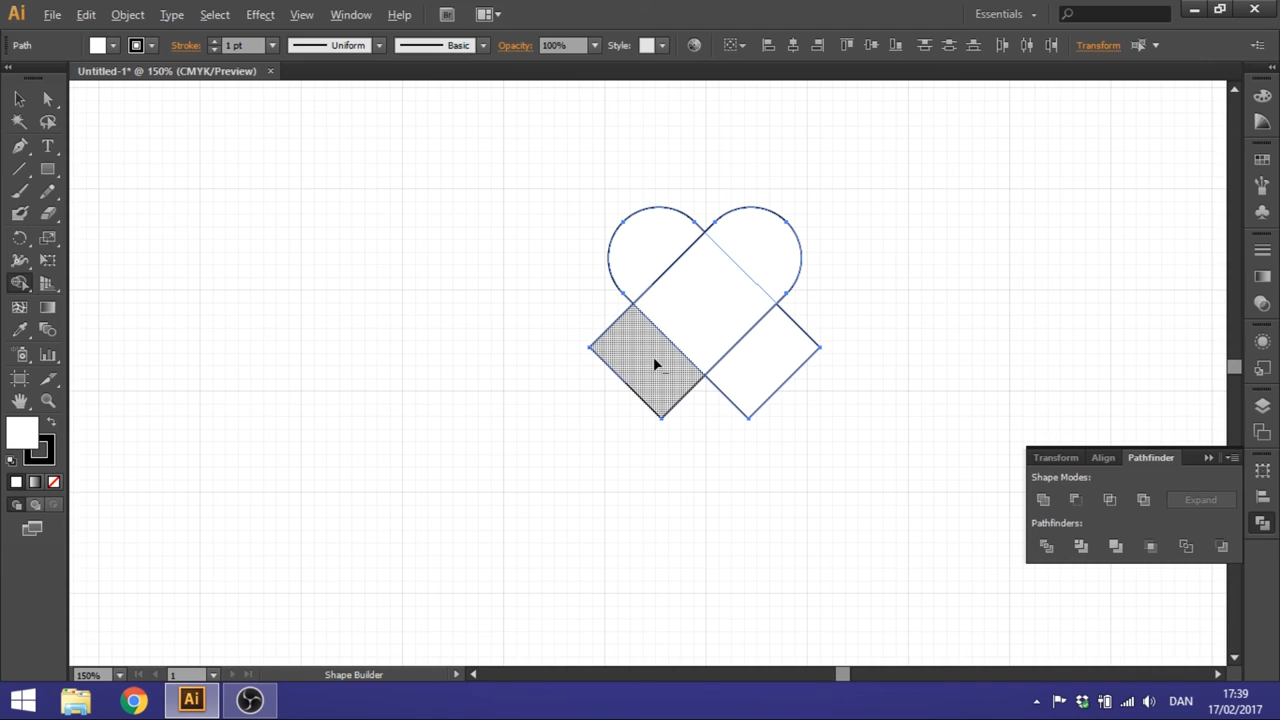 Ai File Edit Object Type Select Effect View Window Help Br Essentials
Path Stroke: 1 pt Uniform Basic Opacity: 100% Style: Transform
Untitled-1* @ 150% (CMYK/Preview) ×
T
Transform Align Pathfinder
Shape Modes:
Expand
Pathfinders:
150% 1 Shape Builder
Ai DAN 17:39
17/02/2017